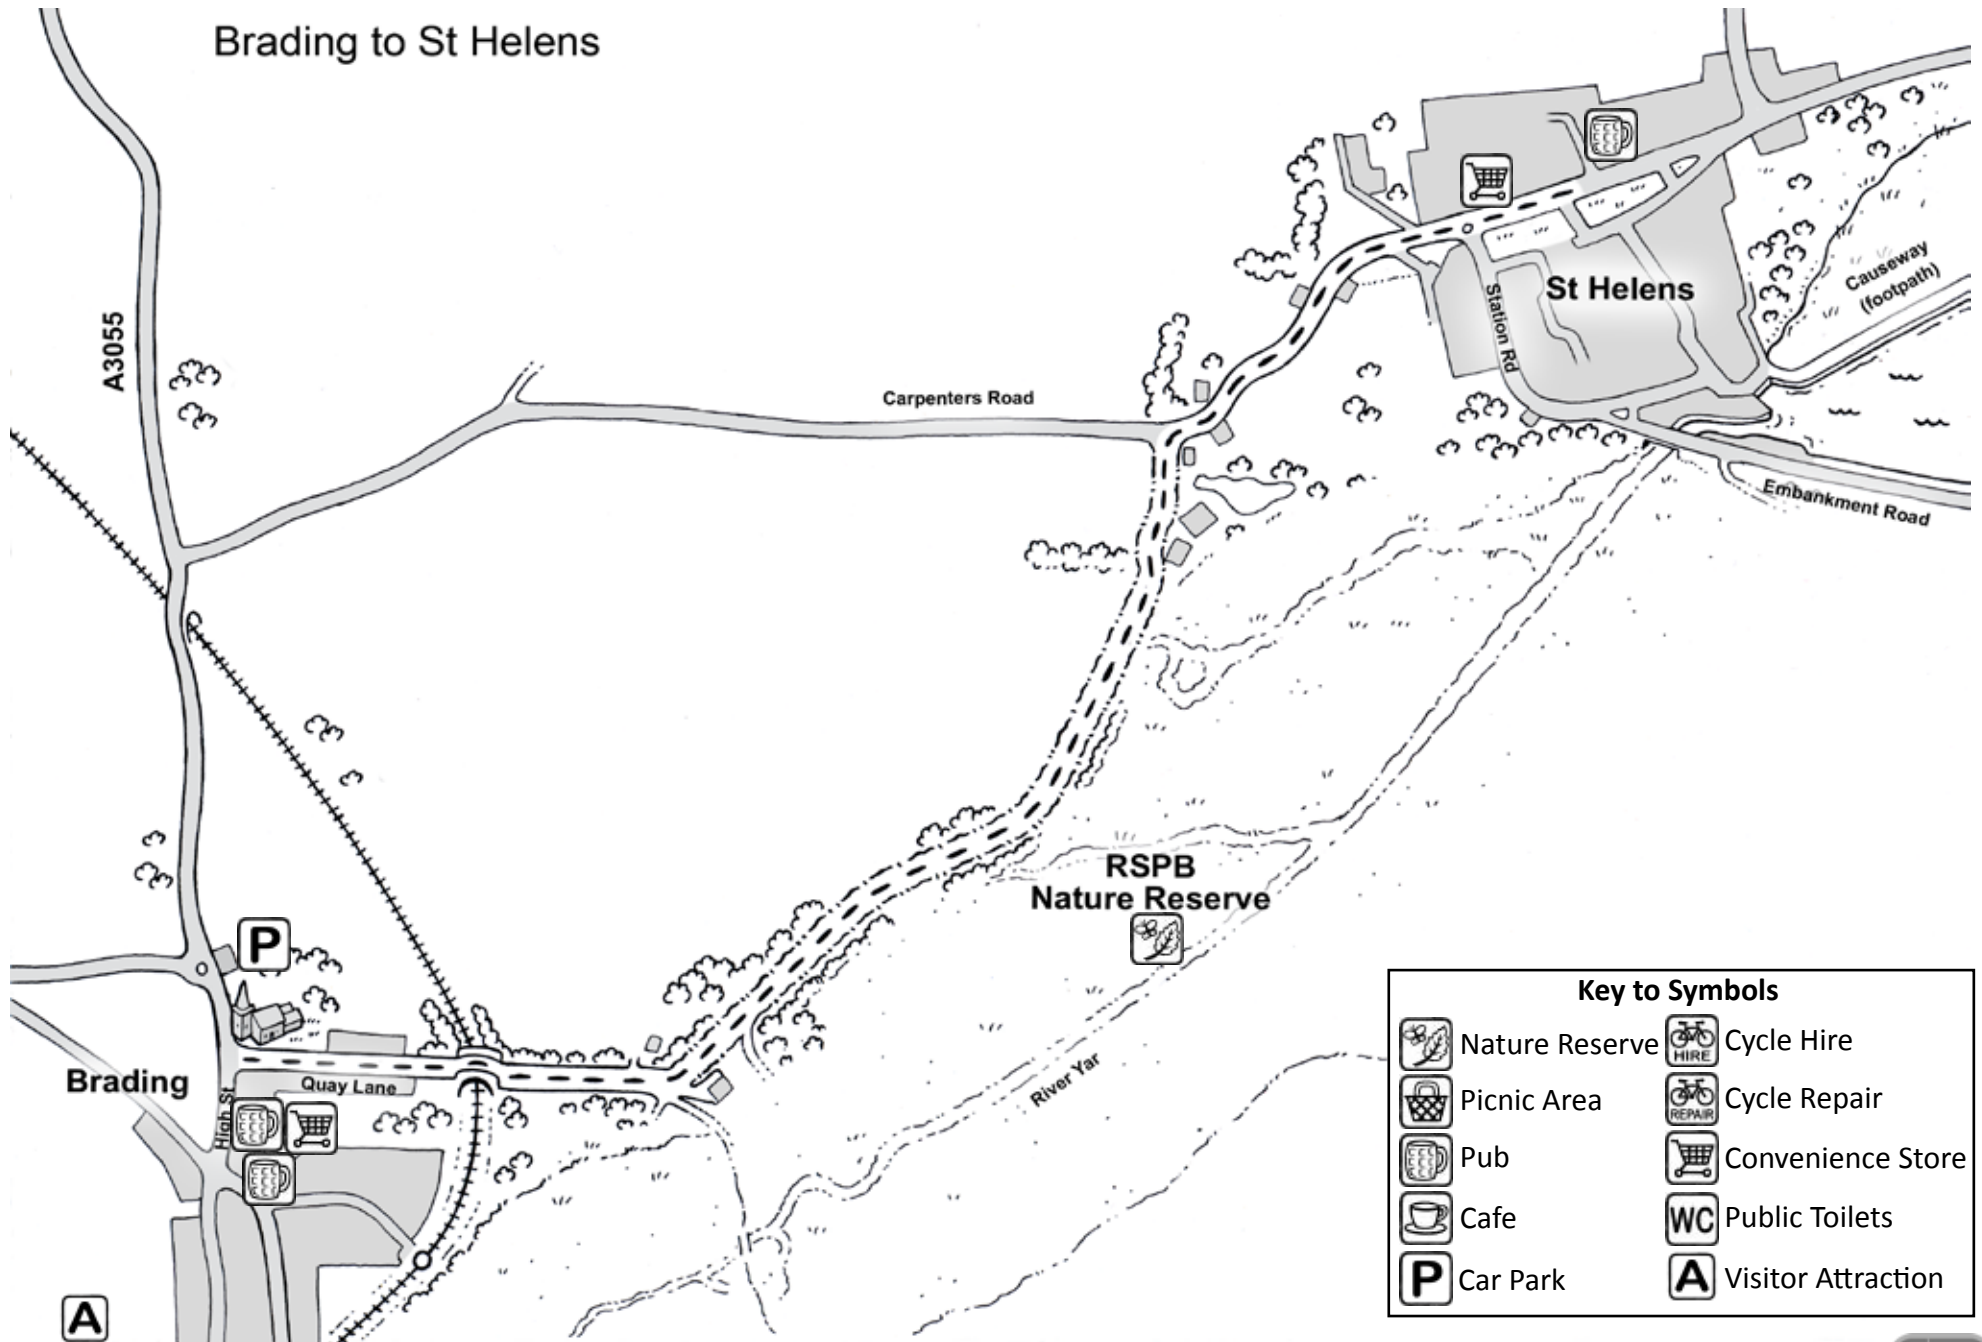 Brading to St Helens
A3055
Carpenters Road
St Helens
Station Rd
Causeway
(footpath)
Embankment Road
RSPB
Nature Reserve
P
Brading
Quay Lane
High St
River Yar
A
Key to Symbols
Nature Reserve
HIRE Cycle Hire
Picnic Area
REPAIR Cycle Repair
Pub
Convenience Store
Cafe
WC Public Toilets
P Car Park
A Visitor Attraction